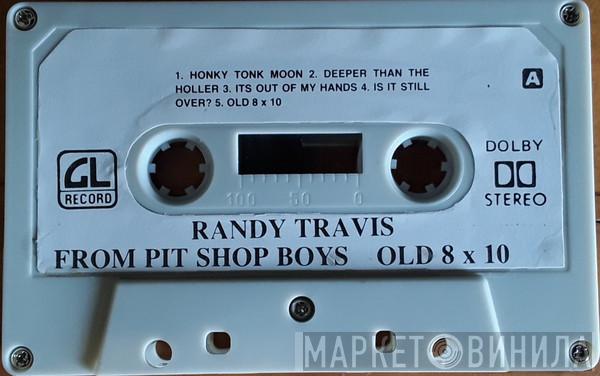 1. HONKY TONK MOON 2. DEEPER THAN THE
HOLLER 3. ITS OUT OF MY HANDS 4. IS IT STILL
OVER? 5. OLD 8 x 10
A
GL
RECORD
DOLBY
STEREO
100 50 0
RANDY TRAVIS
FROM PIT SHOP BOYS OLD 8 x 10
МАРКЕТ ВИНИЛА